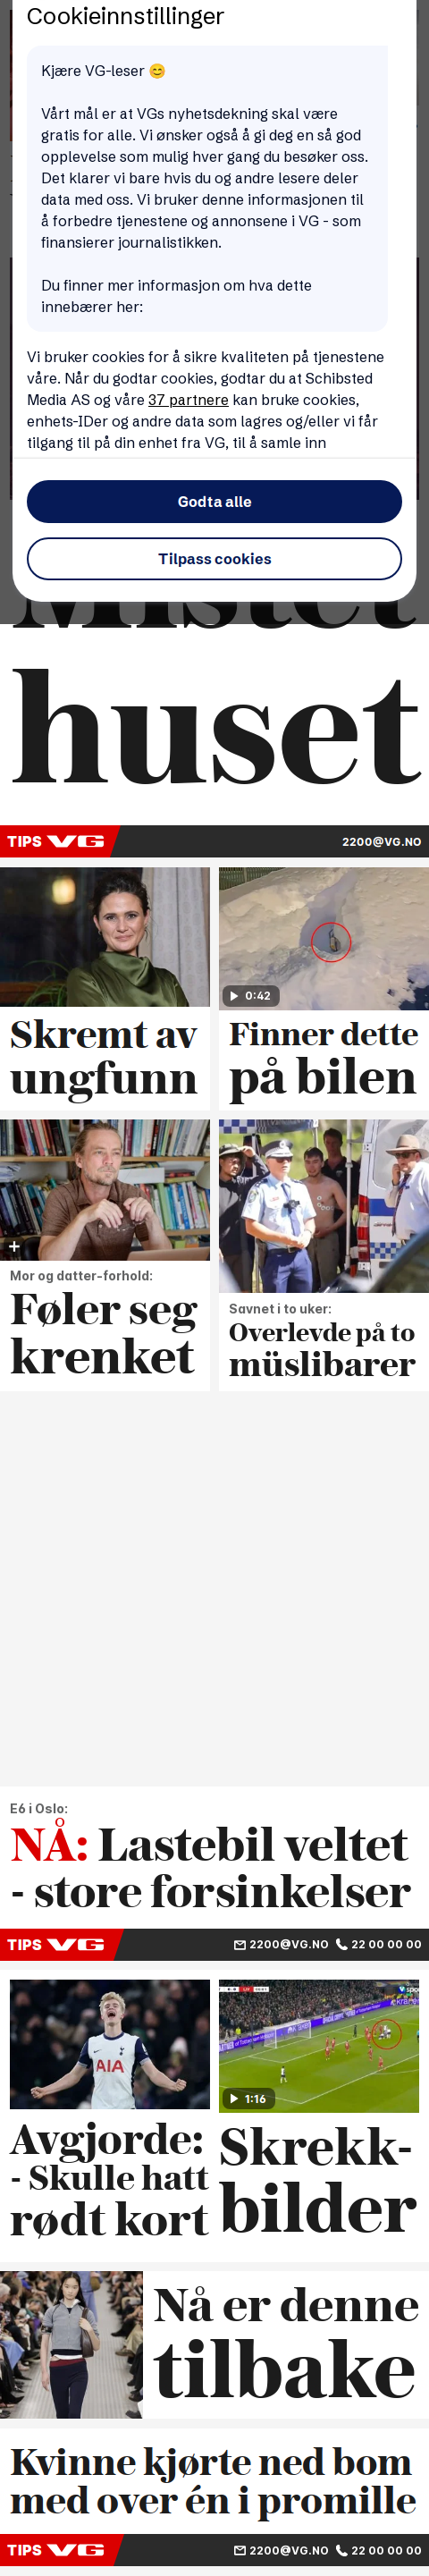 Cookieinnstillinger
Kjære VG-leser 😊
Vårt mål er at VGs nyhetsdekning skal være
gratis for alle. Vi ønsker også å gi deg en så god
opplevelse som mulig hver gang du besøker oss.
Det klarer vi bare hvis du og andre lesere deler
data med oss. Vi bruker denne informasjonen til
å forbedre tjenestene og annonsene i VG - som
finansierer journalistikken.
Du finner mer informasjon om hva dette
innebærer her:
Vi bruker cookies for å sikre kvaliteten på tjenestene
våre. Når du godtar cookies, godtar du at Schibsted
Media AS og våre 37 partnere kan bruke cookies,
enhets-IDer og andre data som lagres og/eller vi får
tilgang til på din enhet fra VG, til å samle inn
Godta alle
Tilpass cookies
Mistet
huset
TIPS VG 2200@VG.NO
Skremt av
ungfunn
0:42
Finner dette
på bilen
Mor og datter-forhold:
Føler seg
krenket
Savnet i to uker:
Overlevde på to
müslibarer
E6 i Oslo:
NÅ: Lastebil veltet
- store forsinkelser
TIPS VG 2200@VG.NO 22 00 00 00
AIA
Avgjorde:
- Skulle hatt
rødt kort
1:16
Skrekk-
bilder
Nå er denne
tilbake
Kvinne kjørte ned bom
med over én i promille
TIPS VG 2200@VG.NO 22 00 00 00